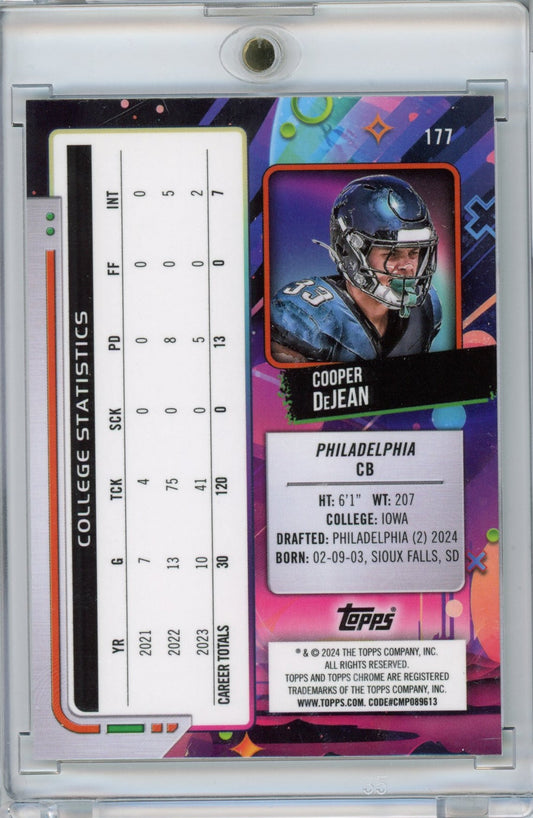 177
33
COOPER
DeJEAN
PHILADELPHIA
CB
HT: 6'1" WT: 207
COLLEGE: IOWA
DRAFTED: PHILADELPHIA (2) 2024
BORN: 02-09-03, SIOUX FALLS, SD
topps®
® & © 2024 THE TOPPS COMPANY, INC.
ALL RIGHTS RESERVED.
TOPPS AND TOPPS CHROME ARE REGISTERED
TRADEMARKS OF THE TOPPS COMPANY, INC.
WWW.TOPPS.COM. CODE#CMP089613
COLLEGE STATISTICS
YR G TCK SCK PD FF INT
2021 7 4 0 0 0 0
2022 13 75 0 8 0 5
2023 10 41 0 5 0 2
CAREER TOTALS 30 120 0 13 0 7
35